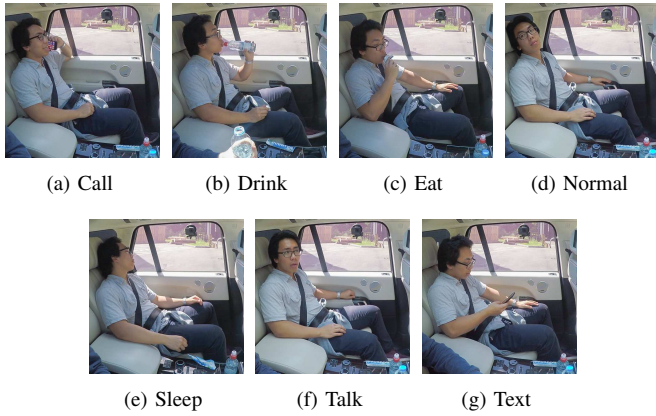 (a) Call
(b) Drink
(c) Eat
(d) Normal
(e) Sleep
(f) Talk
(g) Text